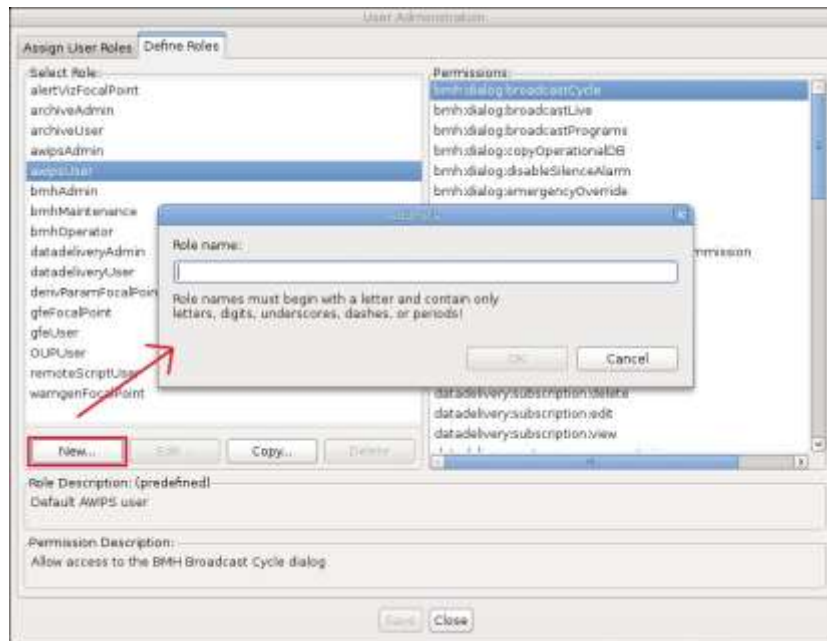 User Administration
Assign User Roles
Define Roles
Select Role:
alertVizFocalPoint
archiveAdmin
archiveUser
awipsAdmin
awipsUser
bmhAdmin
bmhMaintenance
bmhOperator
datadeliveryAdmin
datadeliveryUser
derivParamFocalPoin
gfeFocalPoint
gfeUser
OUPUser
remoteScriptUser
warngenFocalPoint
New...
Edit...
Copy...
Delete
Permissions:
bmh:dialog:broadcastCycle
bmh:dialog:broadcastLive
bmh:dialog:broadcastPrograms
bmh:dialog:copyOperationalDB
bmh:dialog:disableSilenceAlarm
bmh:dialog:emergencyOverride
mmission
datadelivery:subscription:delete
datadelivery:subscription:edit
datadelivery:subscription:view
Role name:
Role names must begin with a letter and contain only
letters, digits, underscores, dashes, or periods!
OK
Cancel
Role Description: (predefined)
Default AWIPS user
Permission Description:
Allow access to the BMH Broadcast Cycle dialog
Save
Close